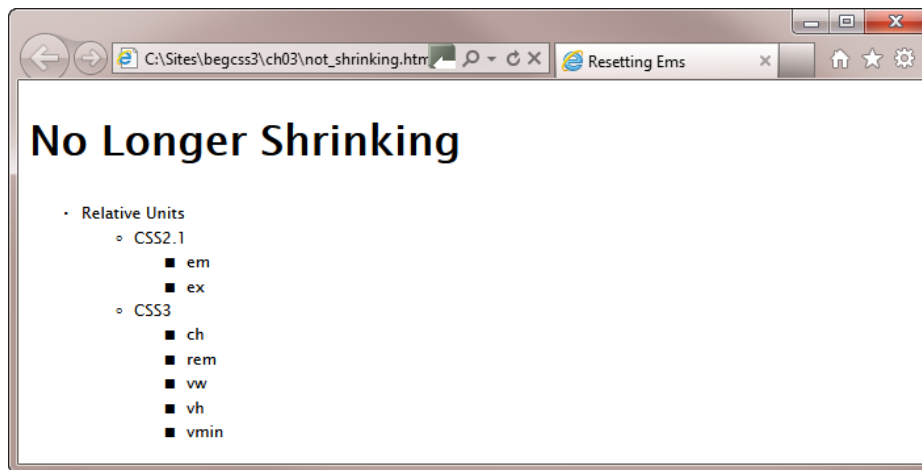 C:\Sites\begcss3\ch03\not_shrinking.htm
Resetting Ems
No Longer Shrinking
Relative Units
CSS2.1
em
ex
CSS3
ch
rem
vw
vh
vmin